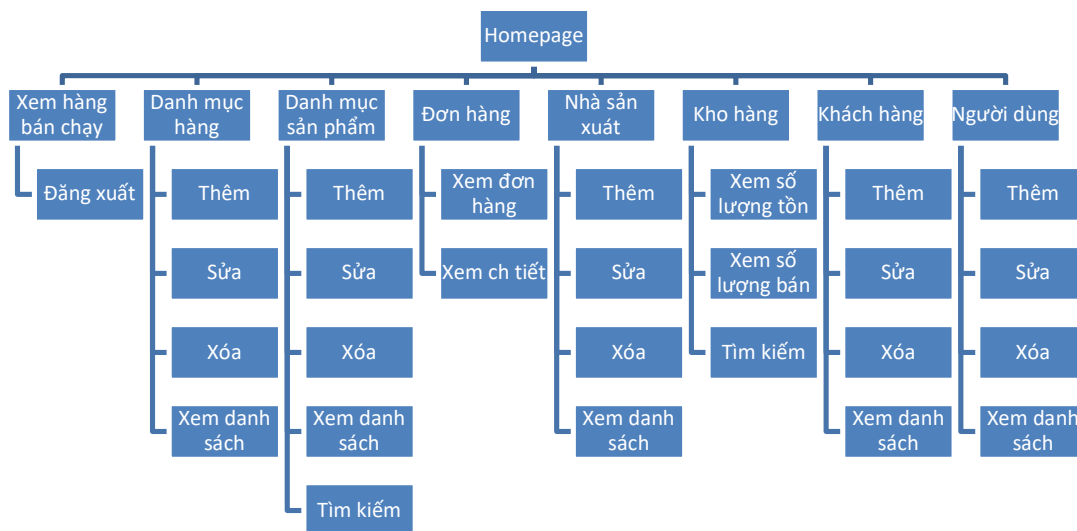 Homepage
Xem hàng
bán chạy
Danh mục
hàng
Danh mục
sản phẩm
Đơn hàng
Nhà sản
xuát
Kho hàng
Khách hàng
Người dùng
Đăng xuất
Thêm
Sửa
Xóa
Xem danh
sách
Thêm
Sửa
Xóa
Xem danh
sách
Tìm kiếm
Xem đơn
hàng
Xem ch tiết
Thêm
Sửa
Xóa
Xem danh
sách
Xem số
lượng tồn
Xem số
lượng bán
Tìm kiếm
Thêm
Sửa
Xóa
Xem danh
sách
Thêm
Sửa
Xóa
Xem danh
sách